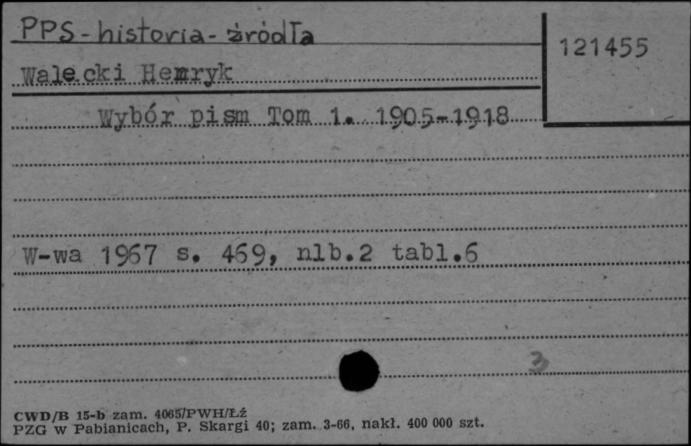 PPS - historia - źródła
121455
Walecki Henryk
Wybór pism Tom 1. 1905-1918
W-wa 1967 s. 469, nlb.2 tabl.6
3
CWD/B 15-b zam. 4065/PWH/Łź
PZG w Pabianicach, P. Skargi 40; zam. 3-66, nakł. 400 000 szt.